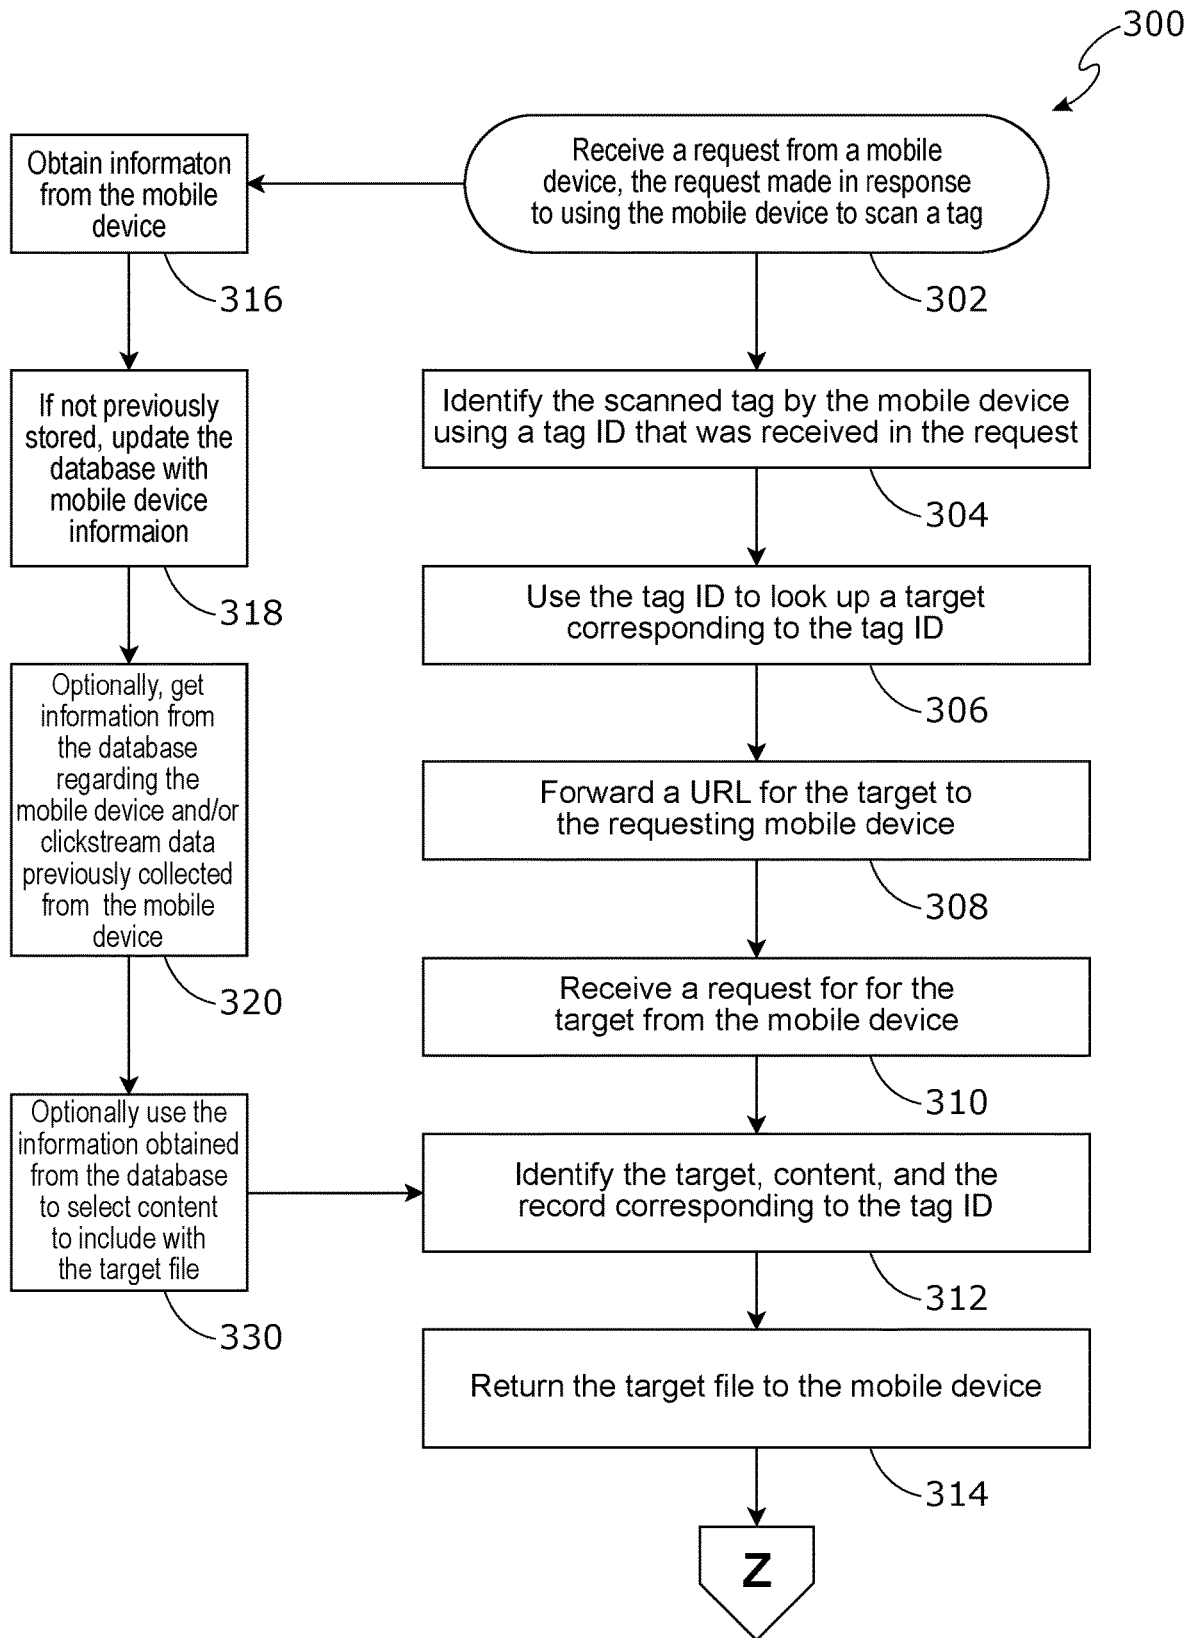 300
Receive a request from a mobile
device, the request made in response
to using the mobile device to scan a tag
302
Obtain informaton
from the mobile
device
316
If not previously
stored, update the
database with
mobile device
informaion
318
Optionally, get
information from
the database
regarding the
mobile device and/or
clickstream data
previously collected
from the mobile
device
320
Optionally use the
information obtained
from the database
to select content
to include with
the target file
330
Identify the scanned tag by the mobile device
using a tag ID that was received in the request
304
Use the tag ID to look up a target
corresponding to the tag ID
306
Forward a URL for the target to
the requesting mobile device
308
Receive a request for for the
target from the mobile device
310
Identify the target, content, and the
record corresponding to the tag ID
312
Return the target file to the mobile device
314
Z